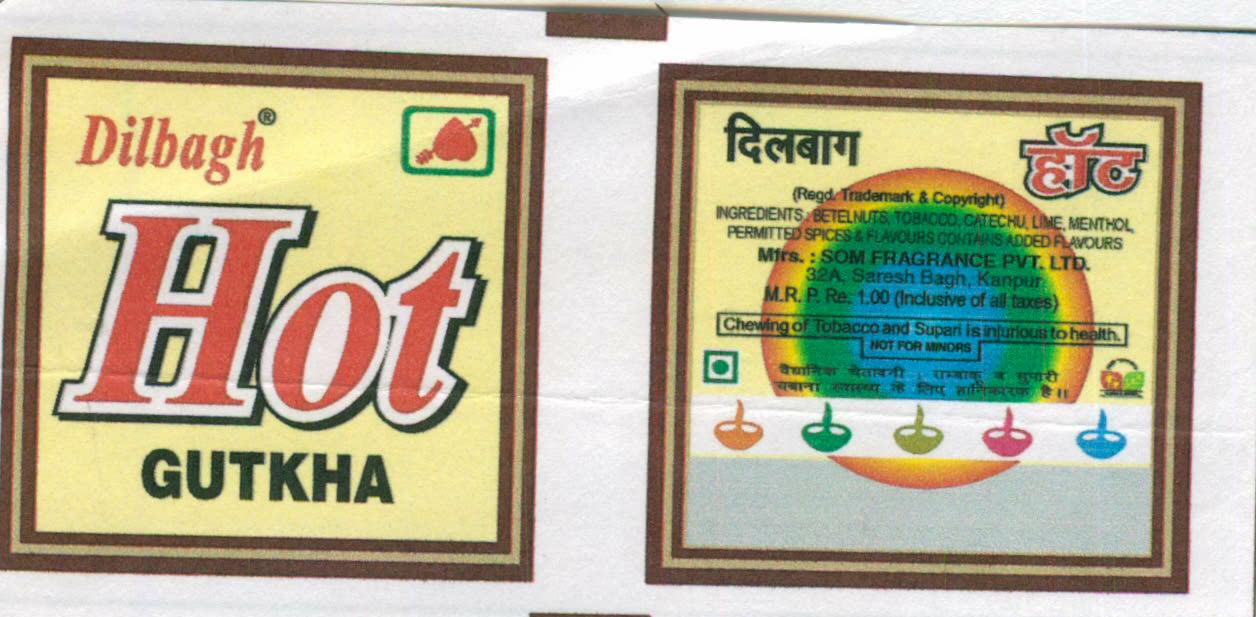 Dilbagh®
Hot
GUTKHA
दिलबाग
हॉट
(Regd. Trademark & Copyright)
INGREDIENTS : BETELNUTS, TOBACCO, CATECHU, LIME, MENTHOL,
PERMITTED SPICES & FLAVOURS CONTAINS ADDED FLAVOURS
Mfrs. : SOM FRAGRANCE PVT. LTD.
32A, Saresh Bagh, Kanpur
M.R. P. Re. 1.00 (Inclusive of all taxes)
Chewing of Tobacco and Supari is injurious to health.
NOT FOR MINORS
वैधानिक चेतावनी : तम्बाकू व सुपारी
चबाना स्वास्थ्य के लिए हानिकारक है॥